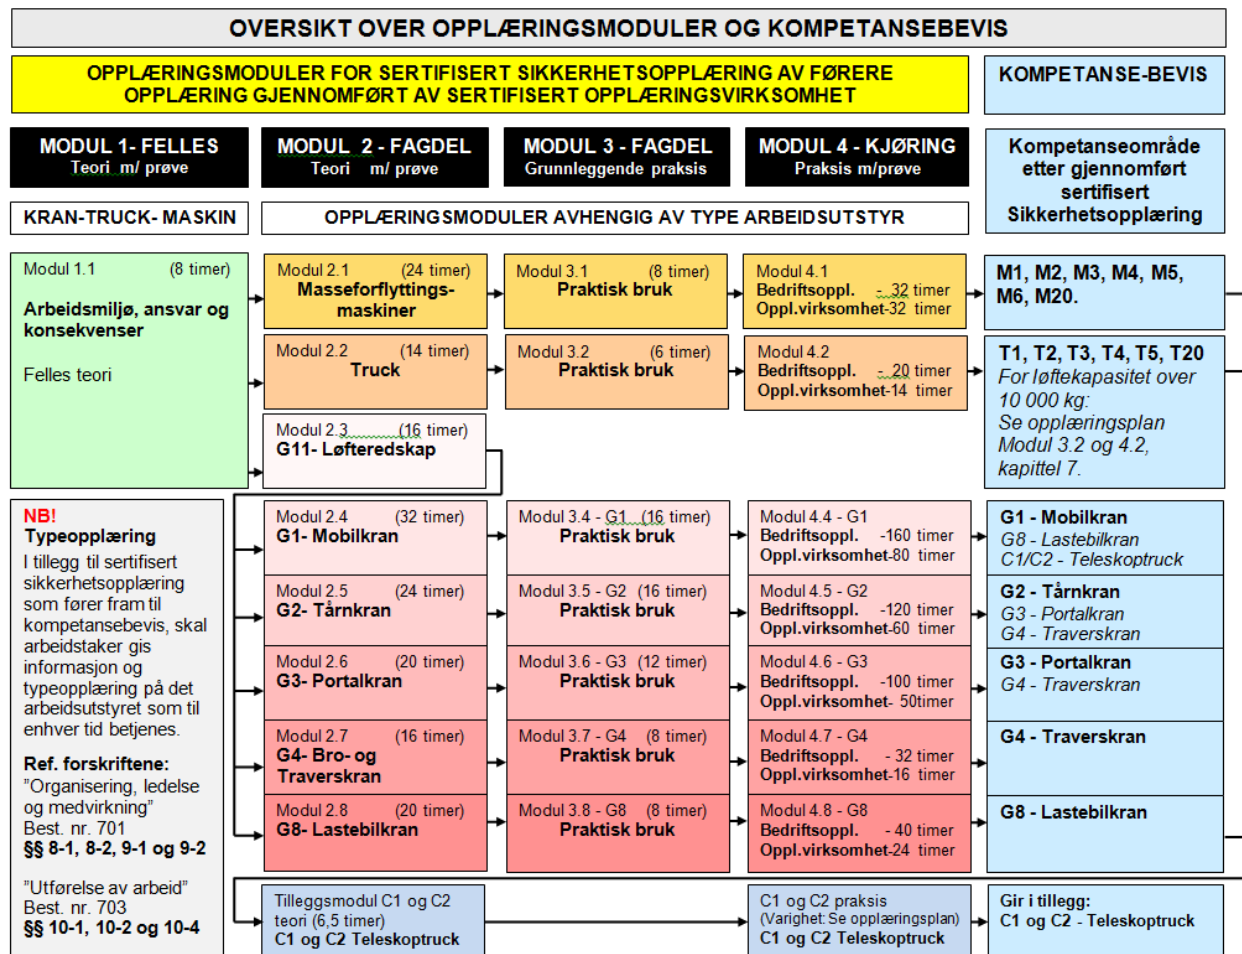 OVERSIKT OVER OPPLÆRINGSMODULER OG KOMPETANSEBEVIS
OPPLÆRINGSMODULER FOR SERTIFISERT SIKKERHETSOPPLÆRING AV FØRERE
OPPLÆRING GJENNOMFØRT AV SERTIFISERT OPPLÆRINGSVIRKSOMHET
KOMPETANSE-BEVIS
MODUL 1- FELLES
Teori m/ prøve
MODUL 2 - FAGDEL
Teori m/ prøve
MODUL 3 - FAGDEL
Grunnleggende praksis
MODUL 4 - KJØRING
Praksis m/prøve
Kompetanseområde
etter gjennomført
sertifisert
Sikkerhetsopplæring
KRAN-TRUCK- MASKIN
OPPLÆRINGSMODULER AVHENGIG AV TYPE ARBEIDSUTSTYR
Modul 1.1 (8 timer)
Arbeidsmiljø, ansvar og
konsekvenser
Felles teori
Modul 2.1 (24 timer)
Masseforflyttings-
maskiner
Modul 3.1 (8 timer)
Praktisk bruk
Modul 4.1
Bedriftsoppl. - 32 timer
Oppl.virksomhet-32 timer
M1, M2, M3, M4, M5,
M6, M20.
Modul 2.2 (14 timer)
Truck
Modul 3.2 (6 timer)
Praktisk bruk
Modul 4.2
Bedriftsoppl. - 20 timer
Oppl.virksomhet-14 timer
T1, T2, T3, T4, T5, T20
For løftekapasitet over
10 000 kg:
Se opplæringsplan
Modul 3.2 og 4.2,
kapittel 7.
Modul 2.3 (16 timer)
G11- Løfteredskap
NB!
Typeopplæring
I tillegg til sertifisert
sikkerhetsopplæring
som fører fram til
kompetansebevis, skal
arbeidstaker gis
informasjon og
typeopplæring på det
arbeidsutstyret som til
enhver tid betjenes.
Ref. forskriftene:
"Organisering, ledelse
og medvirkning"
Best. nr. 701
§§ 8-1, 8-2, 9-1 og 9-2
"Utførelse av arbeid"
Best. nr. 703
§§ 10-1, 10-2 og 10-4
Modul 2.4 (32 timer)
G1- Mobilkran
Modul 3.4 - G1 (16 timer)
Praktisk bruk
Modul 4.4 - G1
Bedriftsoppl. -160 timer
Oppl.virksomhet-80 timer
G1 - Mobilkran
G8 - Lastebilkran
C1/C2 - Teleskoptruck
Modul 2.5 (24 timer)
G2- Tårnkran
Modul 3.5 - G2 (16 timer)
Praktisk bruk
Modul 4.5 - G2
Bedriftsoppl. -120 timer
Oppl.virksomhet-60 timer
G2 - Tårnkran
G3 - Portalkran
G4 - Traverskran
Modul 2.6 (20 timer)
G3- Portalkran
Modul 3.6 - G3 (12 timer)
Praktisk bruk
Modul 4.6 - G3
Bedriftsoppl. -100 timer
Oppl.virksomhet- 50timer
G3 - Portalkran
G4 - Traverskran
Modul 2.7 (16 timer)
G4- Bro- og
Traverskran
Modul 3.7 - G4 (8 timer)
Praktisk bruk
Modul 4.7 - G4
Bedriftsoppl. - 32 timer
Oppl.virksomhet-16 timer
G4 - Traverskran
Modul 2.8 (20 timer)
G8- Lastebilkran
Modul 3.8 - G8 (8 timer)
Praktisk bruk
Modul 4.8 - G8
Bedriftsoppl. - 40 timer
Oppl.virksomhet-24 timer
G8 - Lastebilkran
Tilleggsmodul C1 og C2
teori (6,5 timer)
C1 og C2 Teleskoptruck
C1 og C2 praksis
(Varighet: Se opplæringsplan)
C1 og C2 Teleskoptruck
Gir i tillegg:
C1 og C2 - Teleskoptruck